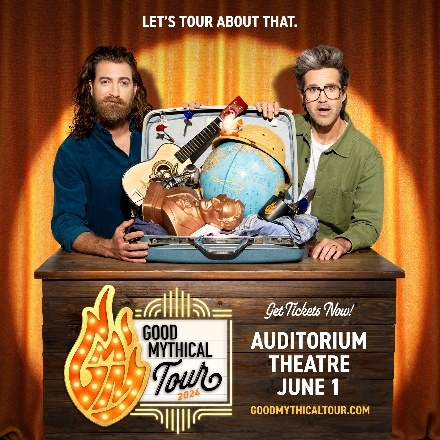 LET'S TOUR ABOUT THAT.
GOOD
MYTHICAL
Tour
2024
Get Tickets Now!
AUDITORIUM
THEATRE
JUNE 1
GOODMYTHICALTOUR.COM